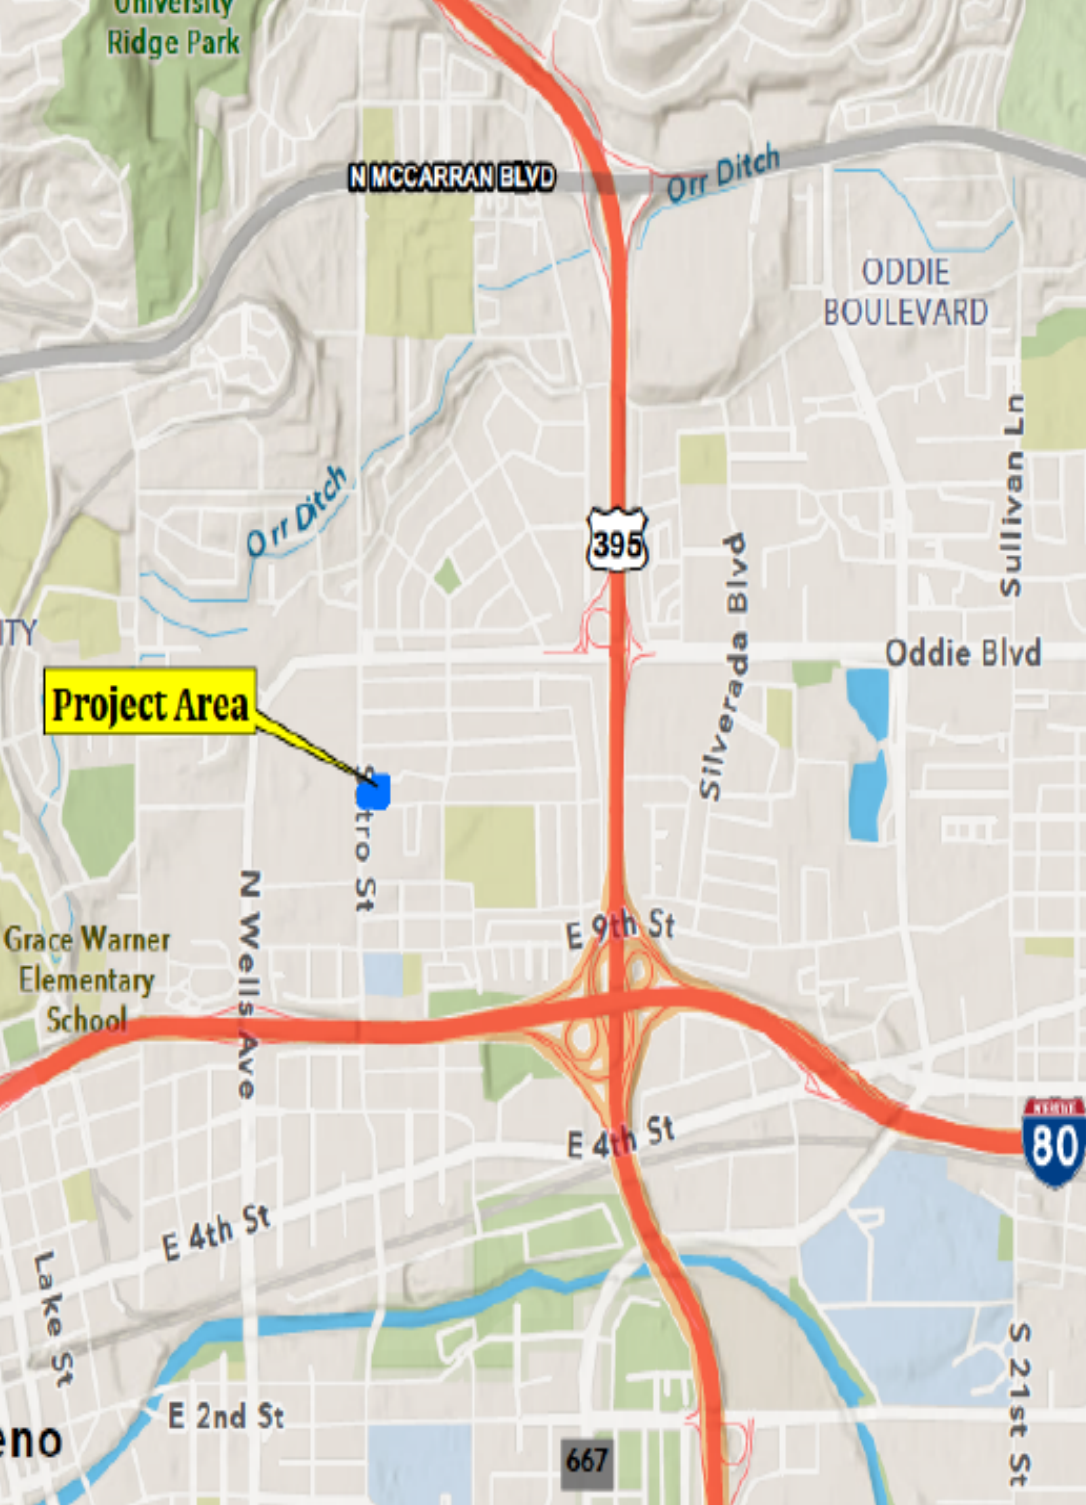 University
Ridge Park
N MCCARRAN BLVD
Orr Ditch
ODDIE
BOULEVARD
Sullivan Ln
Orr Ditch
395
Silverada Blvd
ITY
Oddie Blvd
Project Area
tro St
N Wells Ave
Grace Warner
Elementary
School
E 9th St
E 4th St
80
E 4th St
Lake St
S 21st St
E 2nd St
eno
667